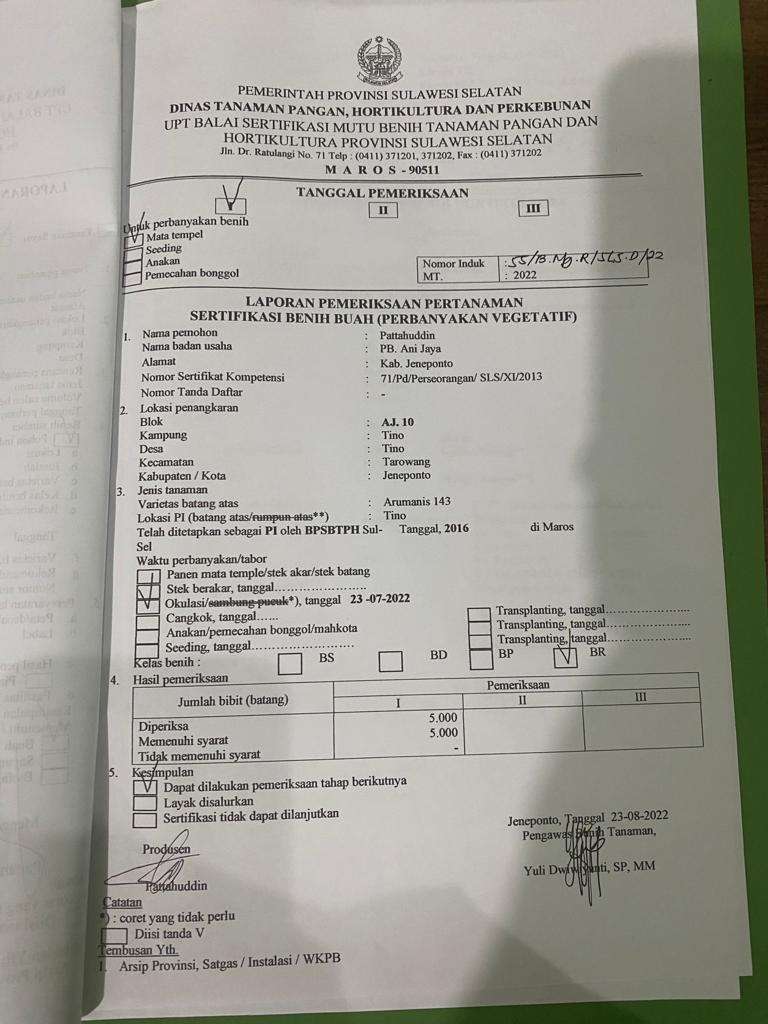 PEMERINTAH PROVINSI SULAWESI SELATAN
DINAS TANAMAN PANGAN, HORTIKULTURA DAN PERKEBUNAN
UPT BALAI SERTIFIKASI MUTU BENIH TANAMAN PANGAN DAN
HORTIKULTURA PROVINSI SULAWESI SELATAN
Jln. Dr. Ratulangi No. 71 Telp : (0411) 371201, 371202, Fax : (0411) 371202
M A R O S - 90511
TANGGAL PEMERIKSAAN
I II III
Untuk perbanyakan benih
V Mata tempel
Seeding
Anakan
Pemecahan bonggol
Nomor Induk : 55/B.Mg.R/SLS.D/22
MT. : 2022
LAPORAN PEMERIKSAAN PERTANAMAN
SERTIFIKASI BENIH BUAH (PERBANYAKAN VEGETATIF)
1. Nama pemohon : Pattahuddin
Nama badan usaha : PB. Ani Jaya
Alamat : Kab. Jeneponto
Nomor Sertifikat Kompetensi : 71/Pd/Perseorangan/ SLS/XI/2013
Nomor Tanda Daftar : -
2. Lokasi penangkaran
Blok : AJ. 10
Kampung : Tino
Desa : Tino
Kecamatan : Tarowang
Kabupaten / Kota : Jeneponto
3. Jenis tanaman
Varietas batang atas : Arumanis 143
Lokasi PI (batang atas/rumpun atas**) : Tino
Telah ditetapkan sebagai PI oleh BPSBTPH Sul- Tanggal, 2016 di Maros
Sel
Waktu perbanyakan/tabor
Panen mata temple/stek akar/stek batang
V Stek berakar, tanggal........................
V Okulasi/sambung pucuk*), tanggal 23 -07-2022
Cangkok, tanggal...... Transplanting, tanggal......................
Anakan/pemecahan bonggol/mahkota Transplanting, tanggal......................
Seeding, tanggal........................... Transplanting, tanggal......................
Kelas benih : BS BD BP V BR
4. Hasil pemeriksaan
Jumlah bibit (batang) Pemeriksaan
I II III
Diperiksa 5.000
Memenuhi syarat 5.000
Tidak memenuhi syarat -
5. Kesimpulan
V Dapat dilakukan pemeriksaan tahap berikutnya
Layak disalurkan
Sertifikasi tidak dapat dilanjutkan
Jeneponto, Tanggal 23-08-2022
Pengawas Benih Tanaman,
Produsen
Yuli Dwiyanti, SP, MM
Pattahuddin
Catatan
*) : coret yang tidak perlu
Diisi tanda V
Tembusan Yth.
1. Arsip Provinsi, Satgas / Instalasi / WKPB